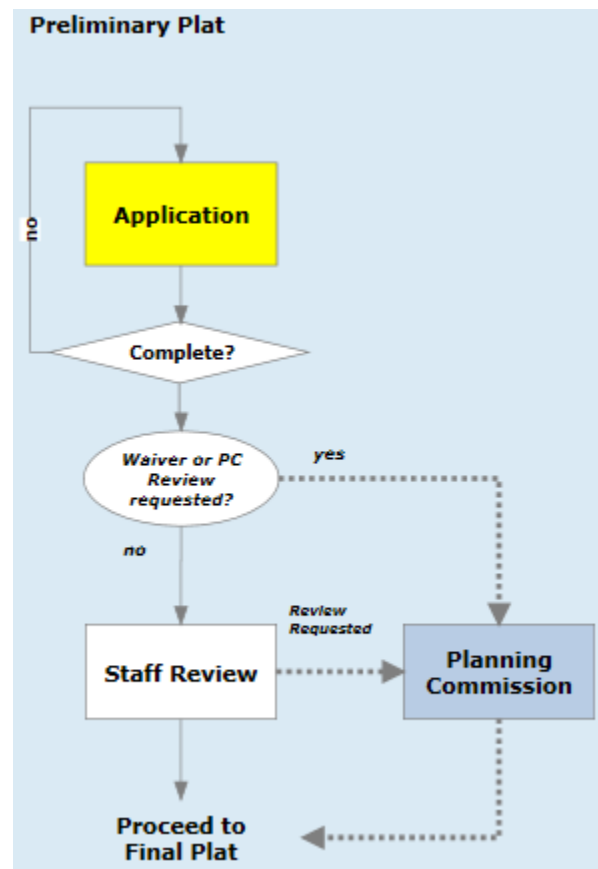 Preliminary Plat
Application
no
Complete?
Waiver or PC
Review
requested?
yes
no
Review
Requested
Staff Review
Planning
Commission
Proceed to
Final Plat